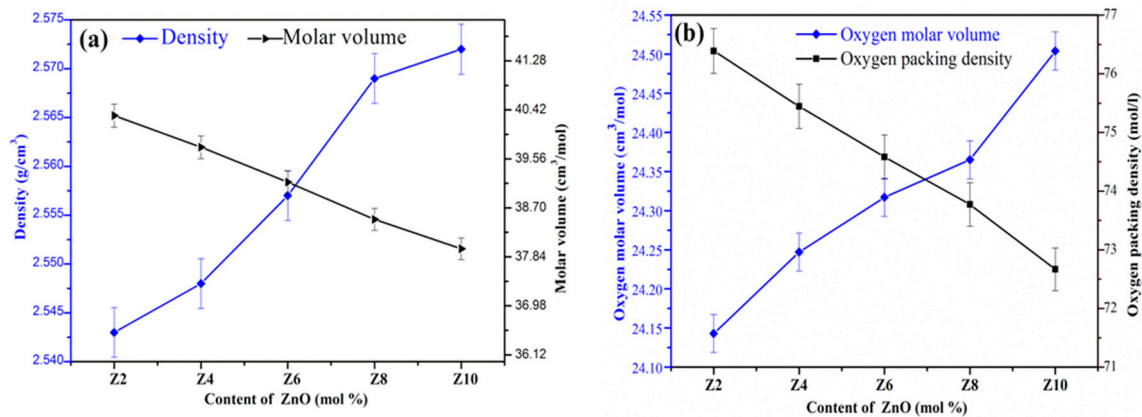 (a)
Density
Molar volume
2.575
2.570
2.565
2.560
2.555
2.550
2.545
2.540
Density (g/cm³)
41.28
40.42
39.56
38.70
37.84
36.98
36.12
Molar volume (cm³/mol)
Z2 Z4 Z6 Z8 Z10
Content of ZnO (mol %)
(b)
Oxygen molar volume
Oxygen packing density
24.55
24.50
24.45
24.40
24.35
24.30
24.25
24.20
24.15
24.10
Oxygen molar volume (cm³/mol)
77
76
75
74
73
72
71
Oxygen packing density (mol/l)
Z2 Z4 Z6 Z8 Z10
Content of ZnO (mol %)